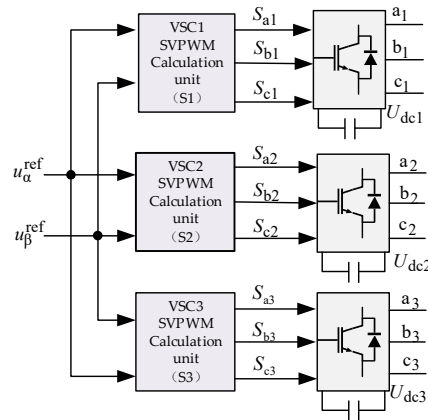 VSC1
SVPWM
Calculation
unit
(S1)
Sa1
Sb1
Sc1
a1
b1
c1
Udc1
uαref
uβref
VSC2
SVPWM
Calculation
unit
(S2)
Sa2
Sb2
Sc2
a2
b2
c2
Udc2
VSC3
SVPWM
Calculation
unit
(S3)
Sa3
Sb3
Sc3
a3
b3
c3
Udc3